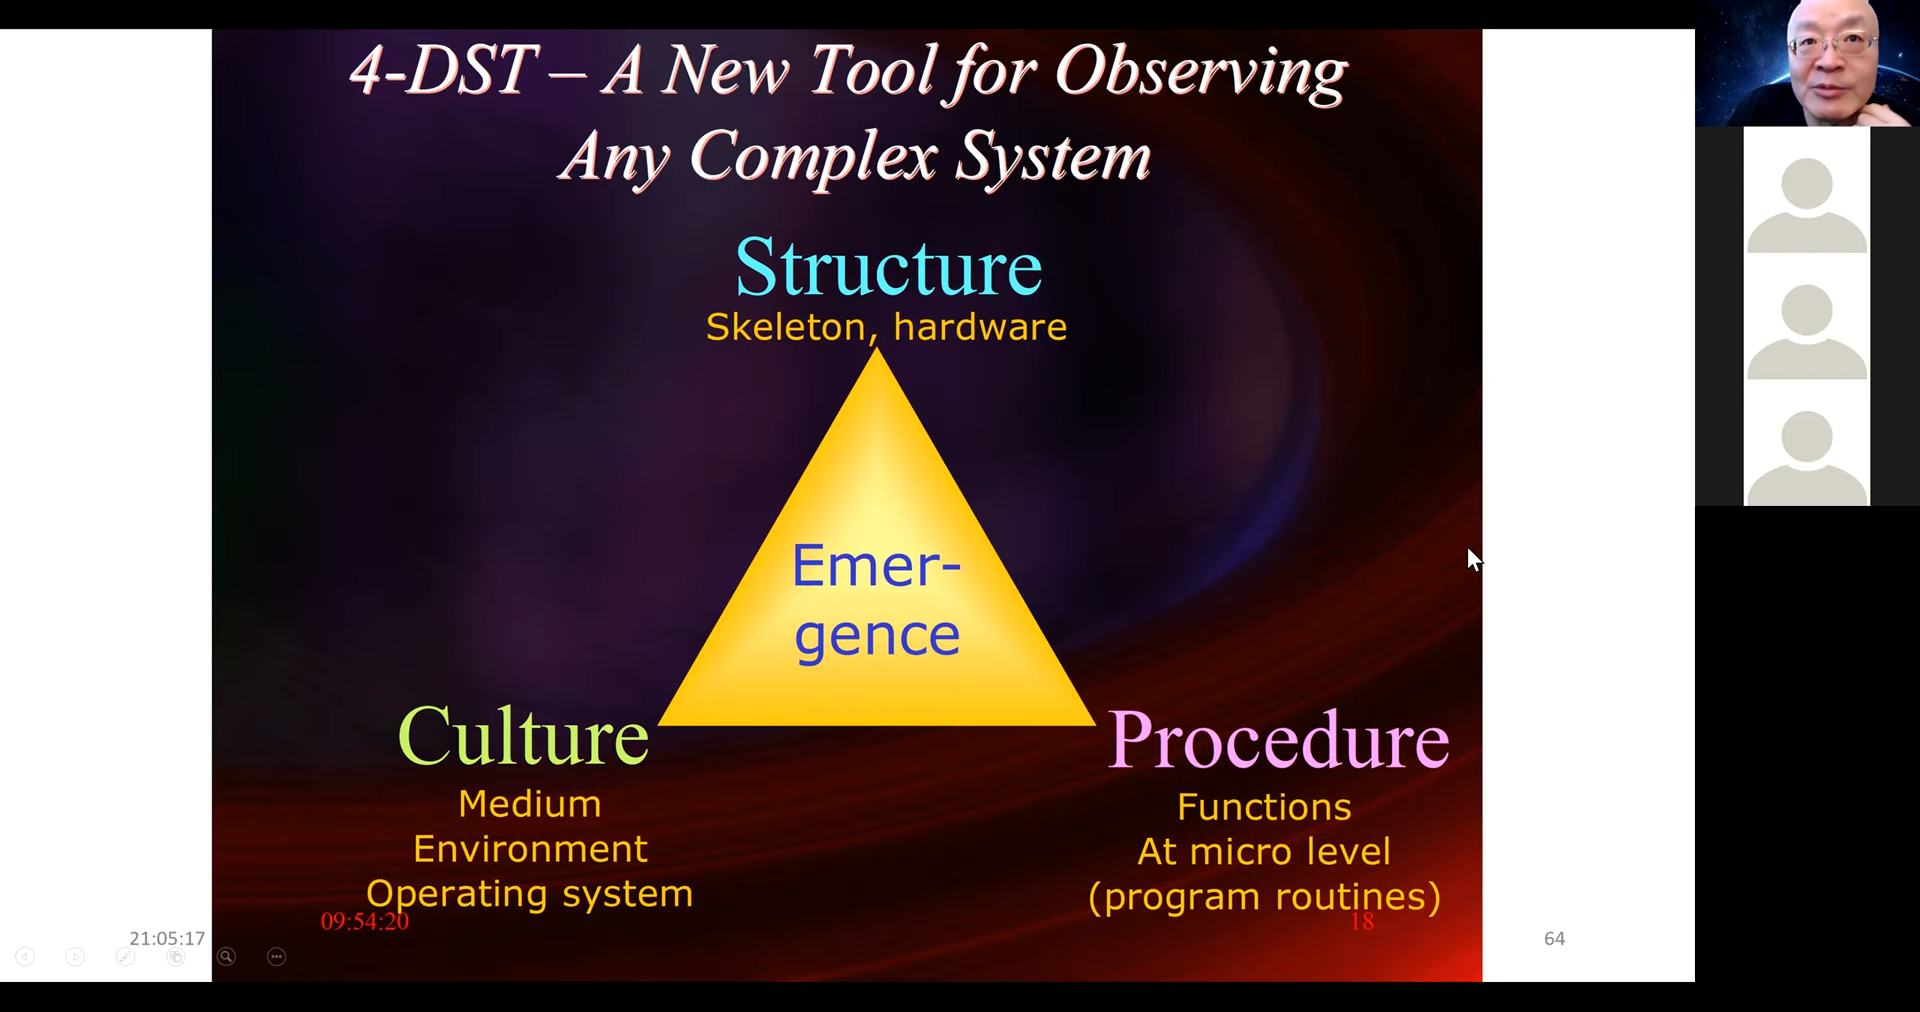 4-DST – A New Tool for Observing
Any Complex System
Structure
Skeleton, hardware
Emer-
gence
Culture
Medium
Environment
Operating system
Procedure
Functions
At micro level
(program routines)
09:54:20
18
21:05:17
64